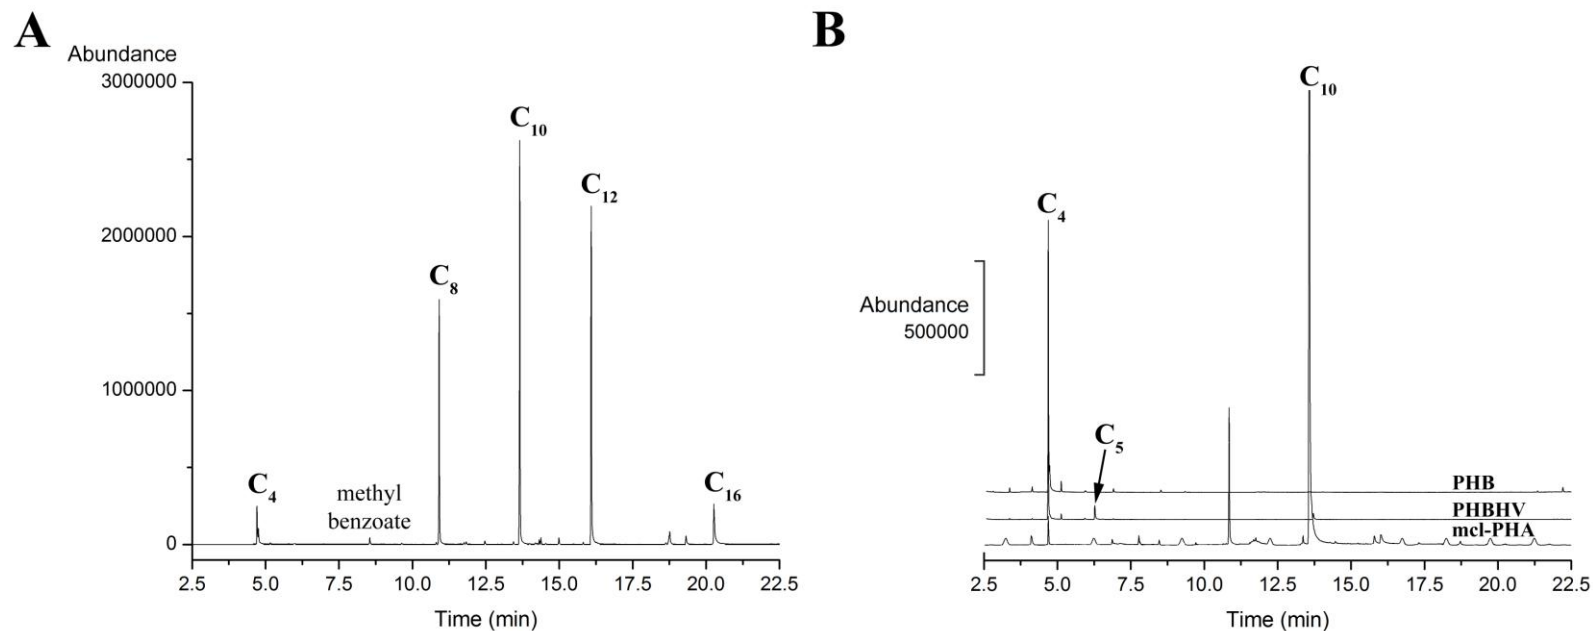 A
Abundance
3000000
2000000
1000000
0
C4
methyl
benzoate
C8
C10
C12
C16
2.5 5.0 7.5 10.0 12.5 15.0 17.5 20.0 22.5
Time (min)
B
Abundance
500000
C10
C4
C5
PHB
PHBHV
mcl-PHA
2.5 5.0 7.5 10.0 12.5 15.0 17.5 20.0 22.5
Time (min)